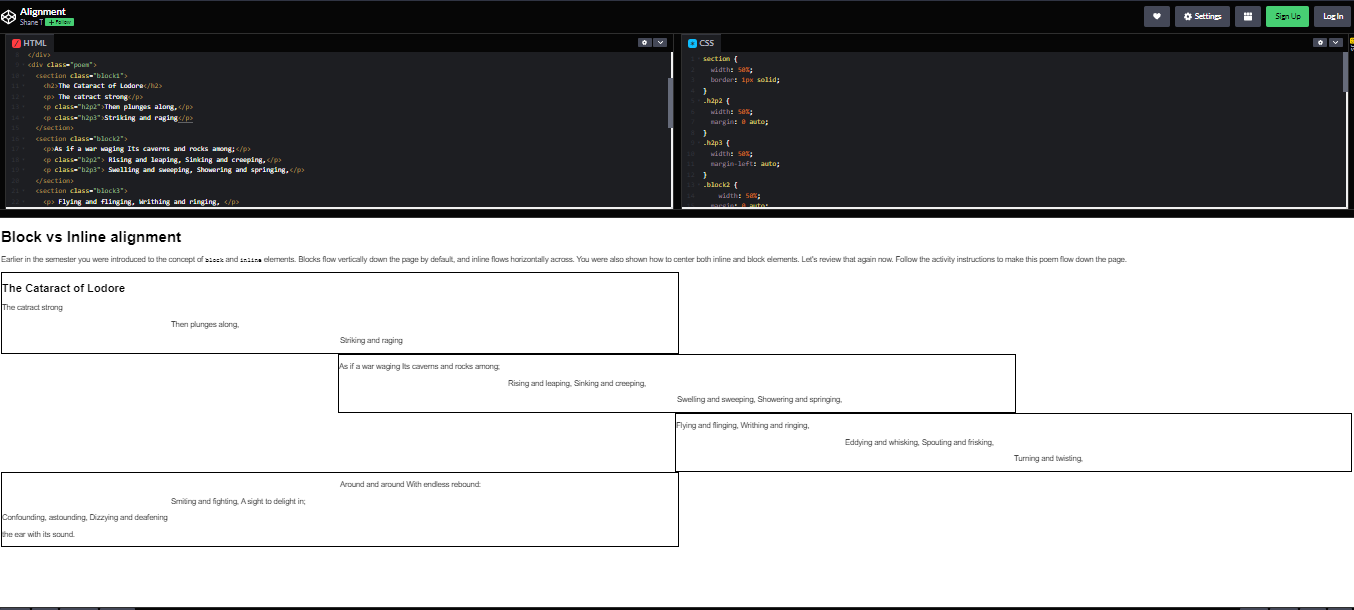 Alignment
Shane T + Follow
Settings
Sign Up
Log In
HTML
</div>
<div class="poem">
<section class="block1">
<h2>The Cataract of Lodore</h2>
<p> The catract strong</p>
<p class="h2p2">Then plunges along,</p>
<p class="h2p3">Striking and raging</p>
</section>
<section class="block2">
<p>As if a war waging Its caverns and rocks among;</p>
<p class="b2p2"> Rising and leaping, Sinking and creeping,</p>
<p class="b2p3"> Swelling and sweeping, Showering and springing,</p>
</section>
<section class="block3">
<p> Flying and flinging, Writhing and ringing, </p>
CSS
section {
width: 50%;
border: 1px solid;
}
.h2p2 {
width: 50%;
margin: 0 auto;
}
.h2p3 {
width: 50%;
margin-left: auto;
}
.block2 {
width: 50%;
margin: 0 auto;
Block vs Inline alignment
Earlier in the semester you were introduced to the concept of block and inline elements. Blocks flow vertically down the page by default, and inline flows horizontally across. You were also shown how to center both inline and block elements. Let's review that again now. Follow the activity instructions to make this poem flow down the page.
The Cataract of Lodore
The catract strong
Then plunges along,
Striking and raging
As if a war waging Its caverns and rocks among;
Rising and leaping, Sinking and creeping,
Swelling and sweeping, Showering and springing,
Flying and flinging, Writhing and ringing,
Eddying and whisking, Spouting and frisking,
Turning and twisting,
Around and around With endless rebound:
Smiting and fighting, A sight to delight in;
Confounding, astounding, Dizzying and deafening
the ear with its sound.